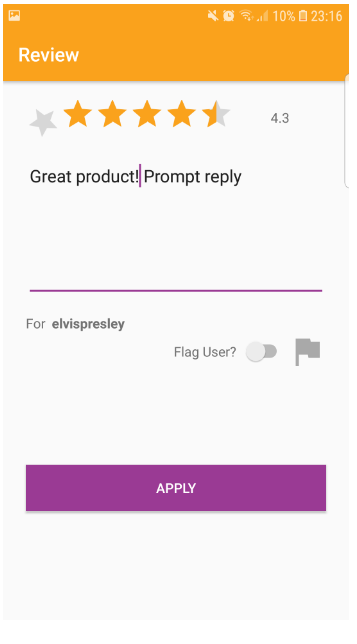 10% 23:16
Review
4.3
Great product! Prompt reply
For elvispresley
Flag User?
APPLY